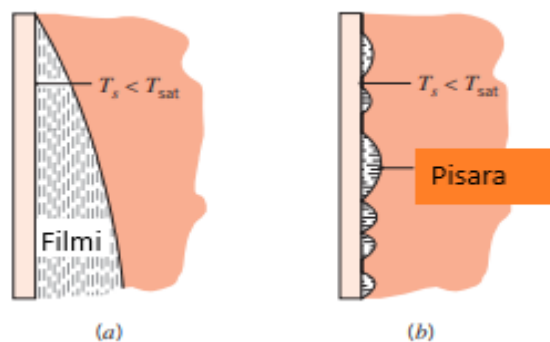 T_s < T_sat
T_s < T_sat
Pisara
Filmi
(a)
(b)